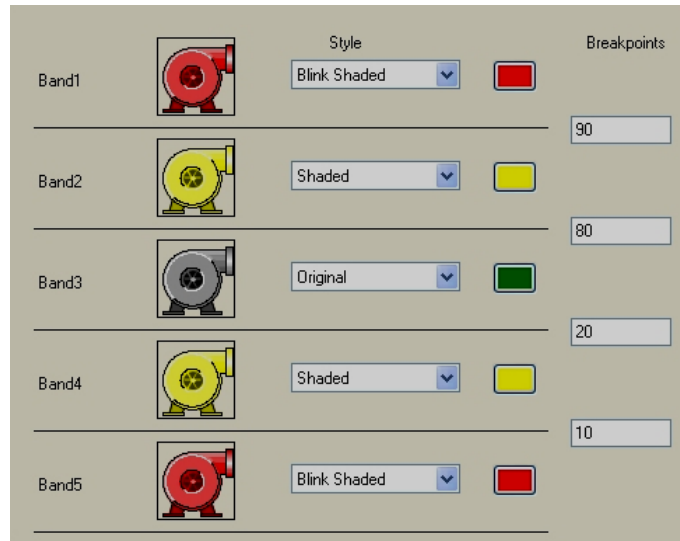 Style Breakpoints
Band1 Blink Shaded
90
Band2 Shaded
80
Band3 Original
20
Band4 Shaded
10
Band5 Blink Shaded